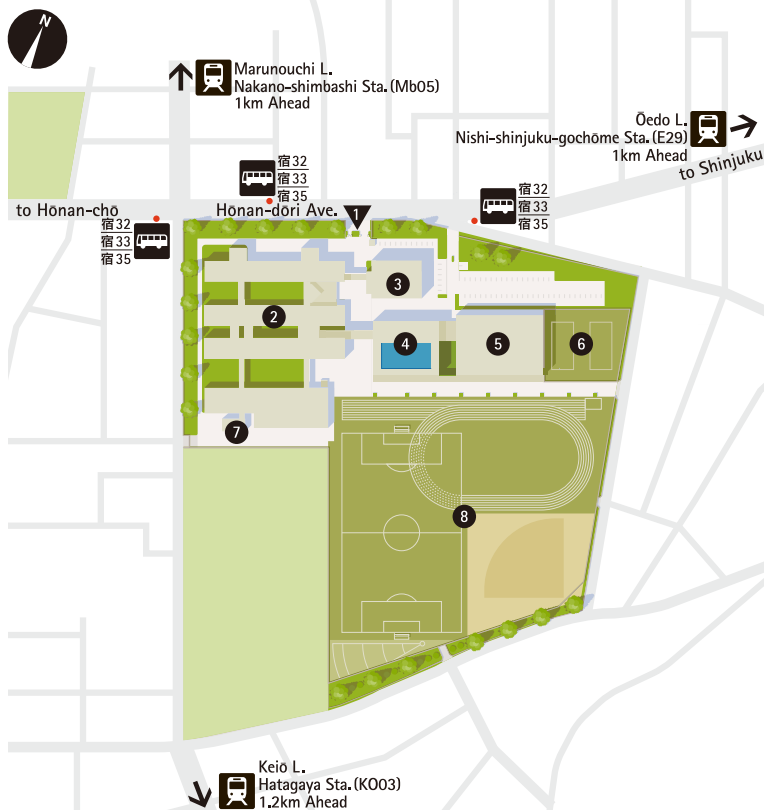 N
Marunouchi L.
Nakano-shimbashi Sta. (Mb05)
1km Ahead
Ōedo L.
Nishi-shinjuku-gochōme Sta. (E29)
1km Ahead
to Shinjuku
宿32
宿33
宿35
宿32
宿33
宿35
to Hōnan-chō
Hōnan-dōri Ave.
1
宿32
宿33
宿35
2
3
4
5
6
7
8
Keiō L.
Hatagaya Sta. (KO03)
1.2km Ahead